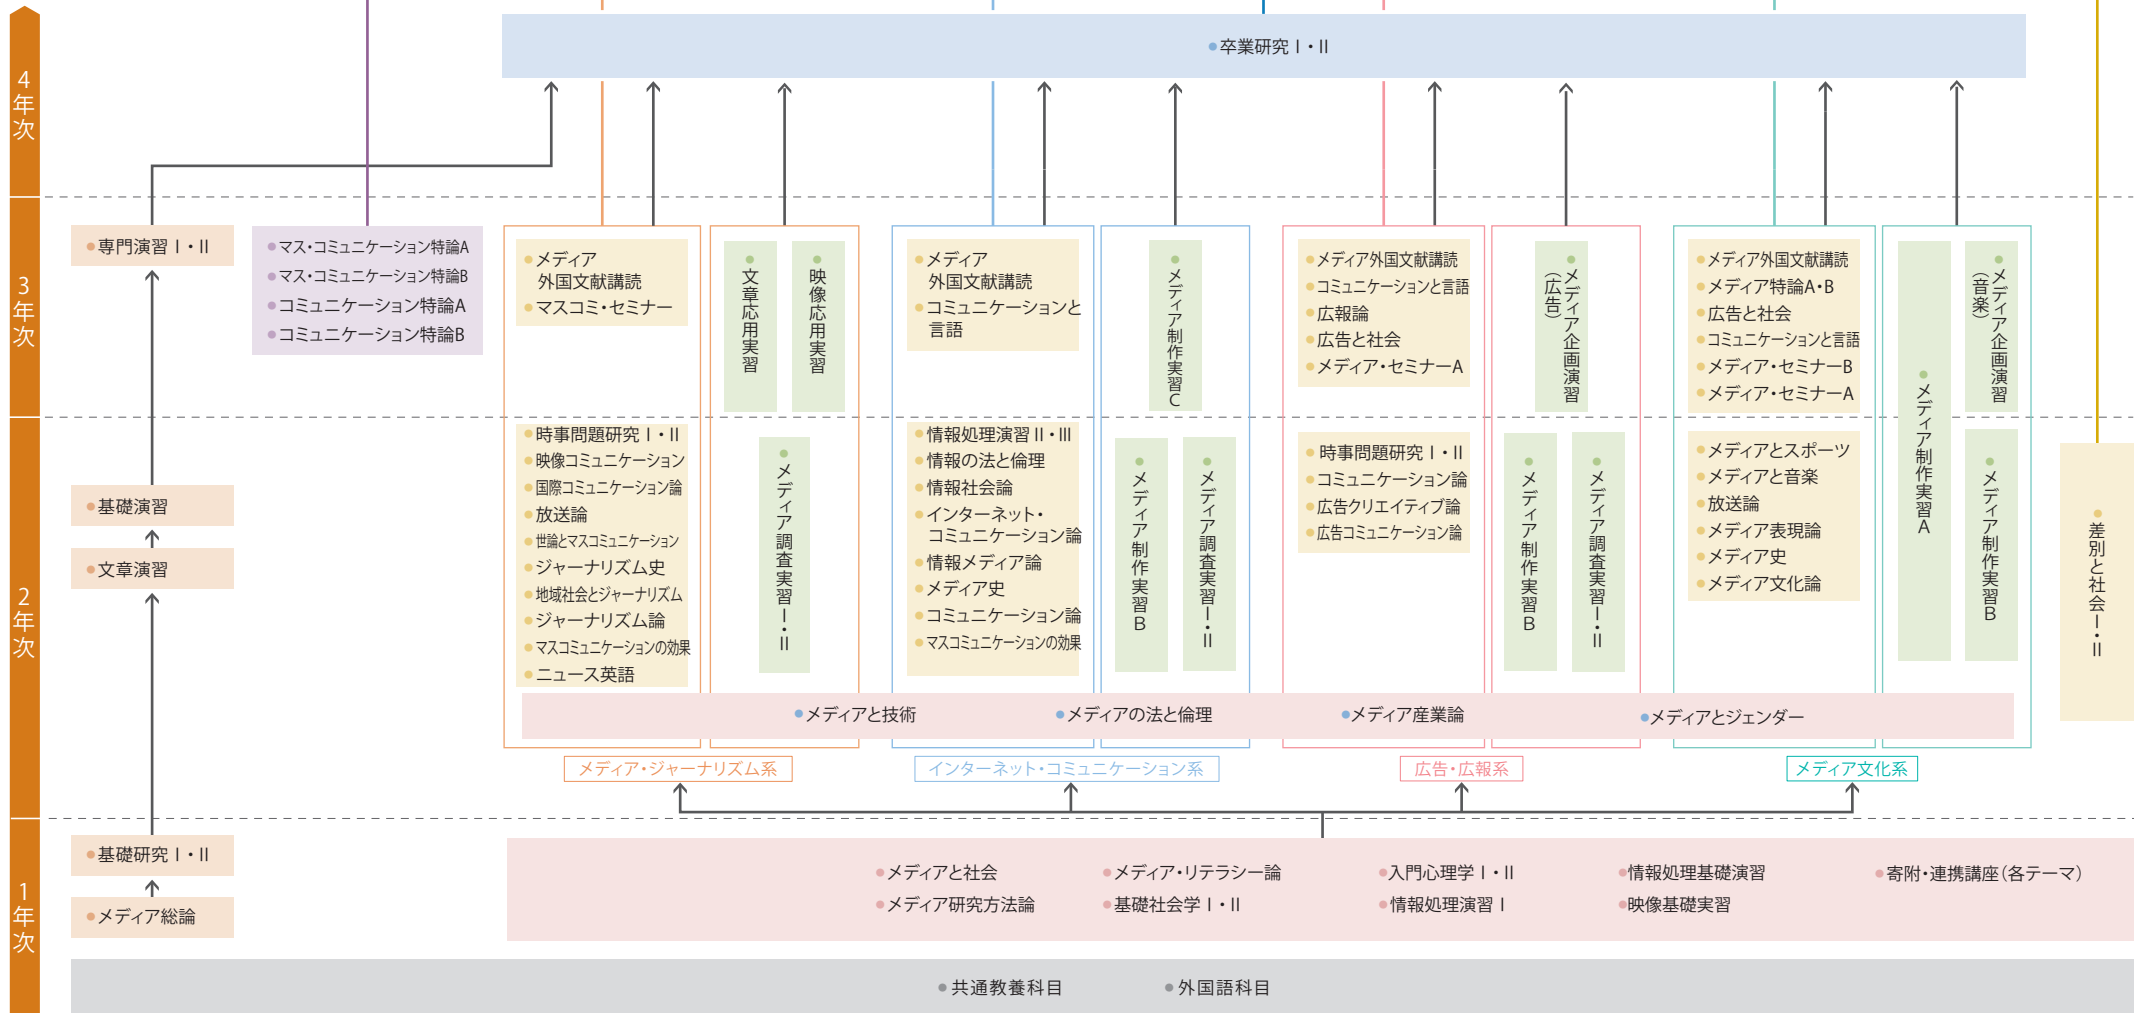 4年次
●卒業研究Ⅰ・Ⅱ
3年次
●専門演習Ⅰ・Ⅱ
●マス・コミュニケーション特論A
●マス・コミュニケーション特論B
●コミュニケーション特論A
●コミュニケーション特論B
●メディア
外国文献講読
●マスコミ・セミナー
●文章応用実習
●映像応用実習
●メディア
外国文献講読
●コミュニケーションと
言語
●メディア制作実習C
●メディア外国文献講読
●コミュニケーションと言語
●広報論
●広告と社会
●メディア・セミナーA
●メディア企画演習
（広告）
●メディア外国文献講読
●メディア特論A・B
●広告と社会
●コミュニケーションと言語
●メディア・セミナーB
●メディア・セミナーA
●メディア制作実習A
●メディア企画演習
（音楽）
2年次
●基礎演習
●文章演習
●時事問題研究Ⅰ・Ⅱ
●映像コミュニケーション
●国際コミュニケーション論
●放送論
●世論とマスコミュニケーション
●ジャーナリズム史
●地域社会とジャーナリズム
●ジャーナリズム論
●マスコミュニケーションの効果
●ニュース英語
●メディア調査実習Ⅰ・Ⅱ
●情報処理演習Ⅱ・Ⅲ
●情報の法と倫理
●情報社会論
●インターネット・
コミュニケーション論
●情報メディア論
●メディア史
●コミュニケーション論
●マスコミュニケーションの効果
●メディア制作実習B
●メディア調査実習Ⅰ・Ⅱ
●時事問題研究Ⅰ・Ⅱ
●コミュニケーション論
●広告クリエイティブ論
●広告コミュニケーション論
●メディア制作実習B
●メディア調査実習Ⅰ・Ⅱ
●メディアとスポーツ
●メディアと音楽
●放送論
●メディア表現論
●メディア史
●メディア文化論
●メディア制作実習B
●差別と社会Ⅰ・Ⅱ
●メディアと技術
●メディアの法と倫理
●メディア産業論
●メディアとジェンダー
メディア・ジャーナリズム系
インターネット・コミュニケーション系
広告・広報系
メディア文化系
1年次
●基礎研究Ⅰ・Ⅱ
●メディア総論
●メディアと社会
●メディア・リテラシー論
●入門心理学Ⅰ・Ⅱ
●情報処理基礎演習
●寄附・連携講座（各テーマ）
●メディア研究方法論
●基礎社会学Ⅰ・Ⅱ
●情報処理演習Ⅰ
●映像基礎実習
●共通教養科目
●外国語科目